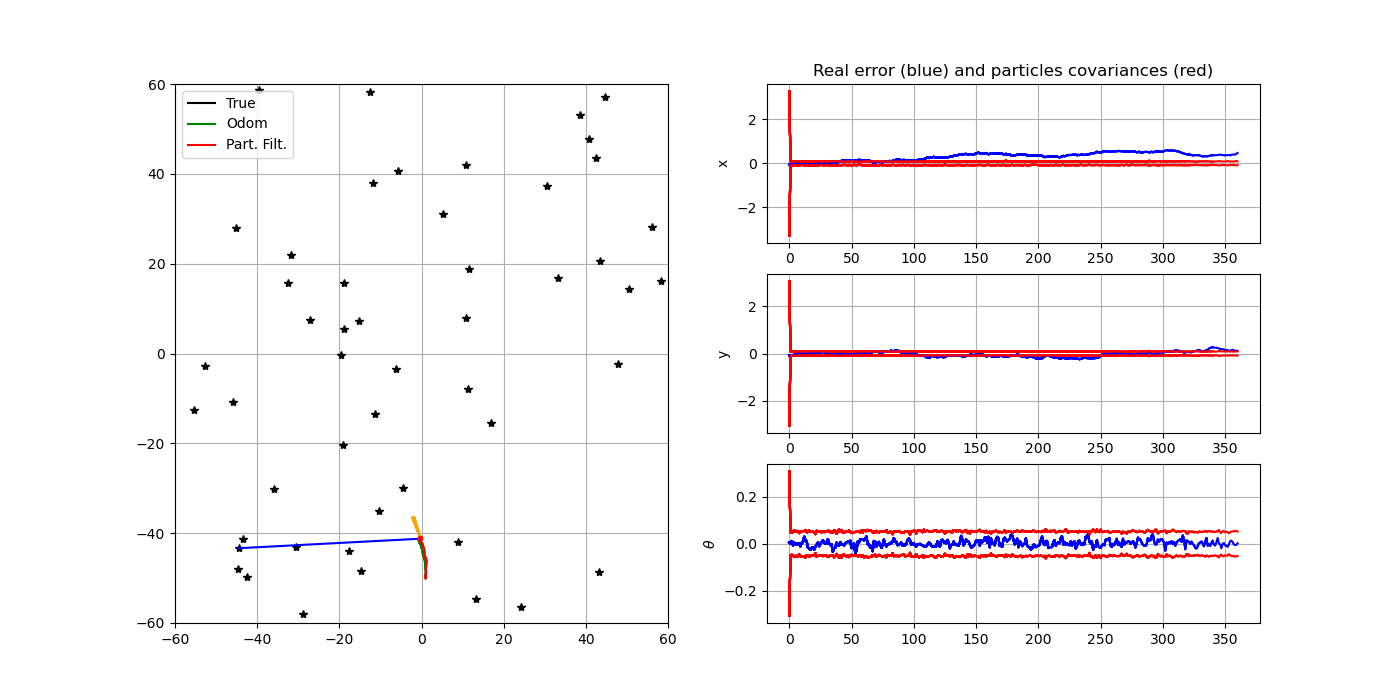 True
Odom
Part. Filt.
60
40
20
0
−20
−40
−60
−60 −40 −20 0 20 40 60
Real error (blue) and particles covariances (red)
x
2
0
−2
0 50 100 150 200 250 300 350
y
2
0
−2
0 50 100 150 200 250 300 350
θ
0.2
0.0
−0.2
0 50 100 150 200 250 300 350